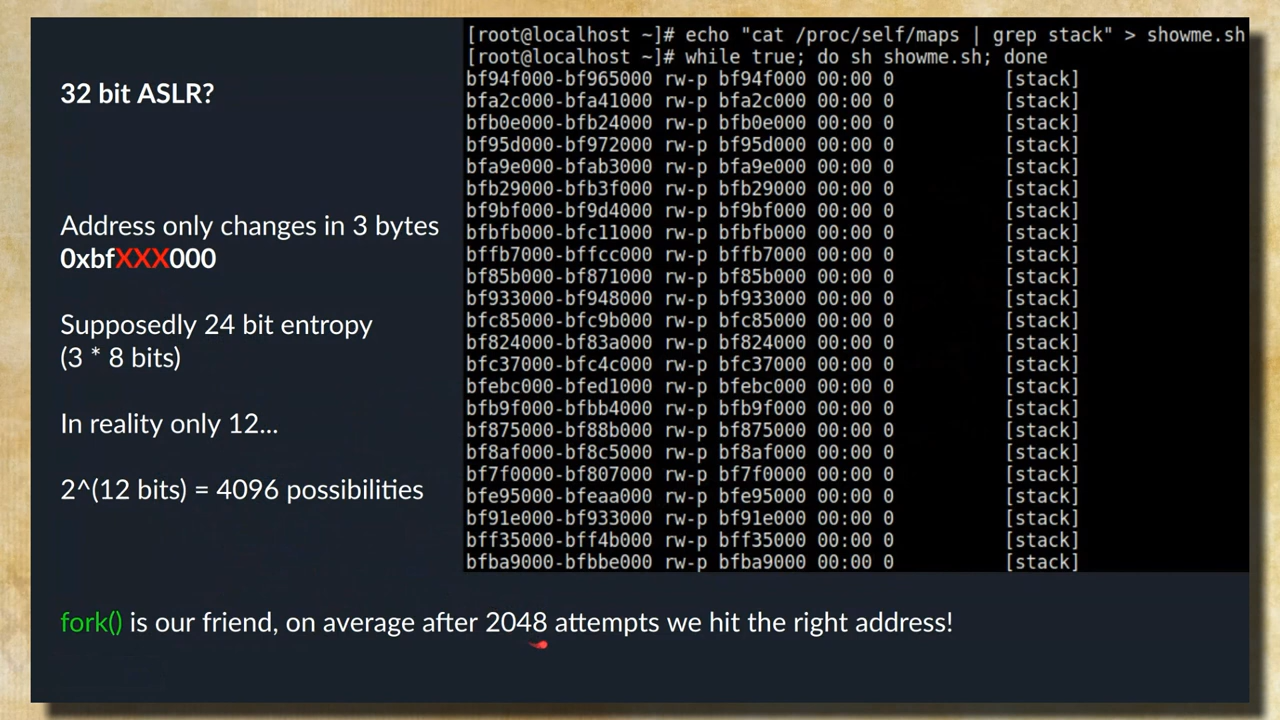 32 bit ASLR?
Address only changes in 3 bytes
0xbfXXX000
Supposedly 24 bit entropy
(3 * 8 bits)
In reality only 12...
2^(12 bits) = 4096 possibilities
[root@localhost ~]# echo "cat /proc/self/maps | grep stack" > showme.sh
[root@localhost ~]# while true; do sh showme.sh; done
bf94f000-bf965000 rw-p bf94f000 00:00 0 [stack]
bfa2c000-bfa41000 rw-p bfa2c000 00:00 0 [stack]
bfb0e000-bfb24000 rw-p bfb0e000 00:00 0 [stack]
bf95d000-bf972000 rw-p bf95d000 00:00 0 [stack]
bfa9e000-bfab3000 rw-p bfa9e000 00:00 0 [stack]
bfb29000-bfb3f000 rw-p bfb29000 00:00 0 [stack]
bf9bf000-bf9d4000 rw-p bf9bf000 00:00 0 [stack]
bfbfb000-bfc11000 rw-p bfbfb000 00:00 0 [stack]
bffb7000-bffcc000 rw-p bffb7000 00:00 0 [stack]
bf85b000-bf871000 rw-p bf85b000 00:00 0 [stack]
bf933000-bf948000 rw-p bf933000 00:00 0 [stack]
bfc85000-bfc9b000 rw-p bfc85000 00:00 0 [stack]
bf824000-bf83a000 rw-p bf824000 00:00 0 [stack]
bfc37000-bfc4c000 rw-p bfc37000 00:00 0 [stack]
bfebc000-bfed1000 rw-p bfebc000 00:00 0 [stack]
bfb9f000-bfbb4000 rw-p bfb9f000 00:00 0 [stack]
bf875000-bf88b000 rw-p bf875000 00:00 0 [stack]
bf8af000-bf8c5000 rw-p bf8af000 00:00 0 [stack]
bf7f0000-bf807000 rw-p bf7f0000 00:00 0 [stack]
bfe95000-bfeaa000 rw-p bfe95000 00:00 0 [stack]
bf91e000-bf933000 rw-p bf91e000 00:00 0 [stack]
bff35000-bff4b000 rw-p bff35000 00:00 0 [stack]
bfba9000-bfbbe000 rw-p bfba9000 00:00 0 [stack]
fork() is our friend, on average after 2048 attempts we hit the right address!